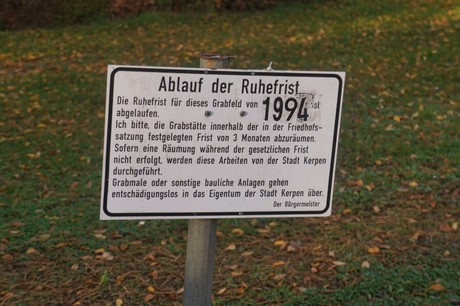 Ablauf der Ruhefrist
Die Ruhefrist für dieses Grabfeld von 1994 ist
abgelaufen.
Ich bitte, die Grabstätte innerhalb der in der Friedhofs-
satzung festgelegten Frist von 3 Monaten abzuräumen.
Sofern eine Räumung während der gesetzlichen Frist
nicht erfolgt, werden diese Arbeiten von der Stadt Kerpen
durchgeführt.
Grabmale oder sonstige bauliche Anlagen gehen
entschädigungslos in das Eigentum der Stadt Kerpen über.
Der Bürgermeister